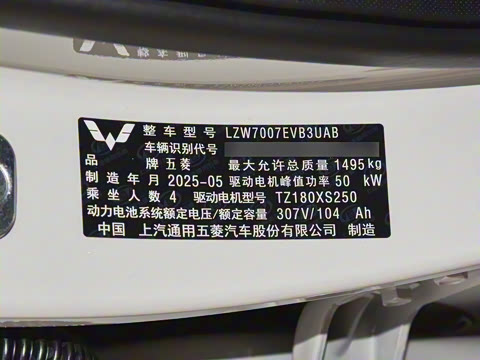 整车型号 LZW7007EVB3UAB
车辆识别代号
品 牌 五菱 最大允许总质量 1495 kg
制造年月 2025-05 驱动电机峰值功率 50 kW
乘坐人数 4 驱动电机型号 TZ180XS250
动力电池系统额定电压/额定容量 307V/104 Ah
中国 上汽通用五菱汽车股份有限公司 制造